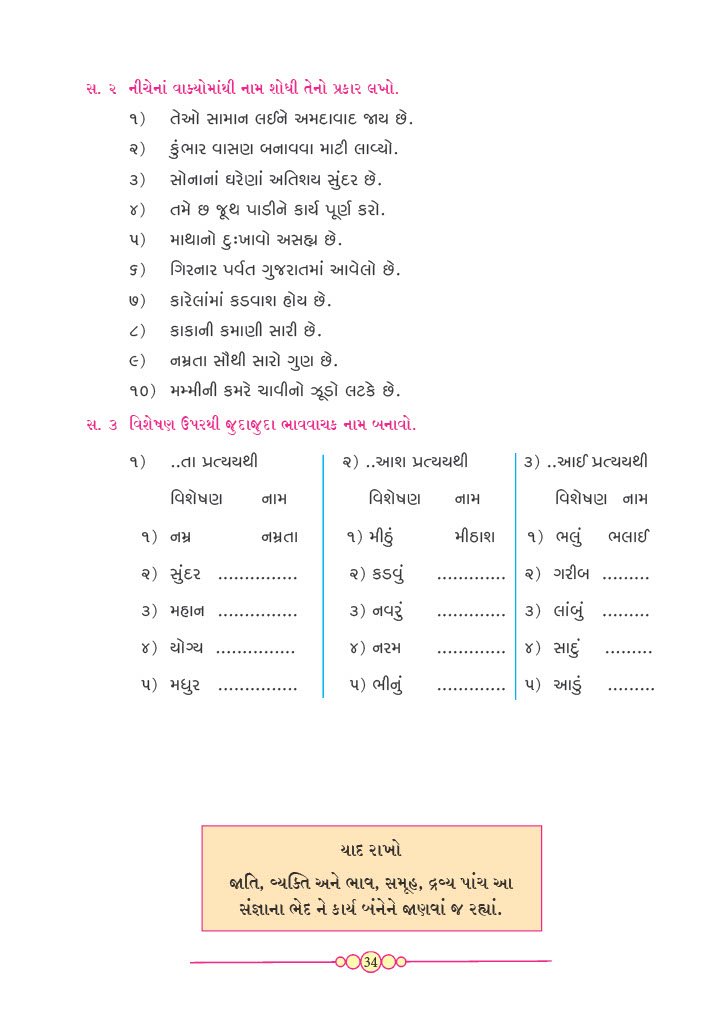 સ. ૨ નીચેનાં વાક્યોમાંથી નામ શોધી તેનો પ્રકાર લખો.
૧) તેઓ સામાન લઈને અમદાવાદ જાય છે.
૨) કુંભાર વાસણ બનાવવા માટી લાવ્યો.
૩) સોનાનાં ઘરેણાં અતિશય સુંદર છે.
૪) તમે છ જૂથ પાડીને કાર્ય પૂર્ણ કરો.
૫) માથાનો દુઃખાવો અસહ્ય છે.
૬) ગિરનાર પર્વત ગુજરાતમાં આવેલો છે.
૭) કારેલાંમાં કડવાશ હોય છે.
૮) કાકાની કમાણી સારી છે.
૯) નમ્રતા સૌથી સારો ગુણ છે.
૧૦) મમ્મીની કમરે ચાવીનો ઝૂડો લટકે છે.
સ. ૩ વિશેષણ ઉપરથી જુદાજુદા ભાવવાચક નામ બનાવો.
૧) ..તા પ્રત્યયથી ૨) ..આશ પ્રત્યયથી ૩) ..આઈ પ્રત્યયથી
વિશેષણ નામ વિશેષણ નામ વિશેષણ નામ
૧) નમ્ર નમ્રતા ૧) મીઠું મીઠાશ ૧) ભલું ભલાઈ
૨) સુંદર ............... ૨) કડવું ............. ૨) ગરીબ .........
૩) મહાન ............... ૩) નવરું ............. ૩) લાંબું .........
૪) યોગ્ય ............... ૪) નરમ ............. ૪) સાદું .........
૫) મધુર ............... ૫) ભીનું ............. ૫) આડું .........
યાદ રાખો
જાતિ, વ્યક્તિ અને ભાવ, સમૂહ, દ્રવ્ય પાંચ આ
સંજ્ઞાના ભેદ ને કાર્ય બંનેને જાણવાં જ રહ્યાં.
34